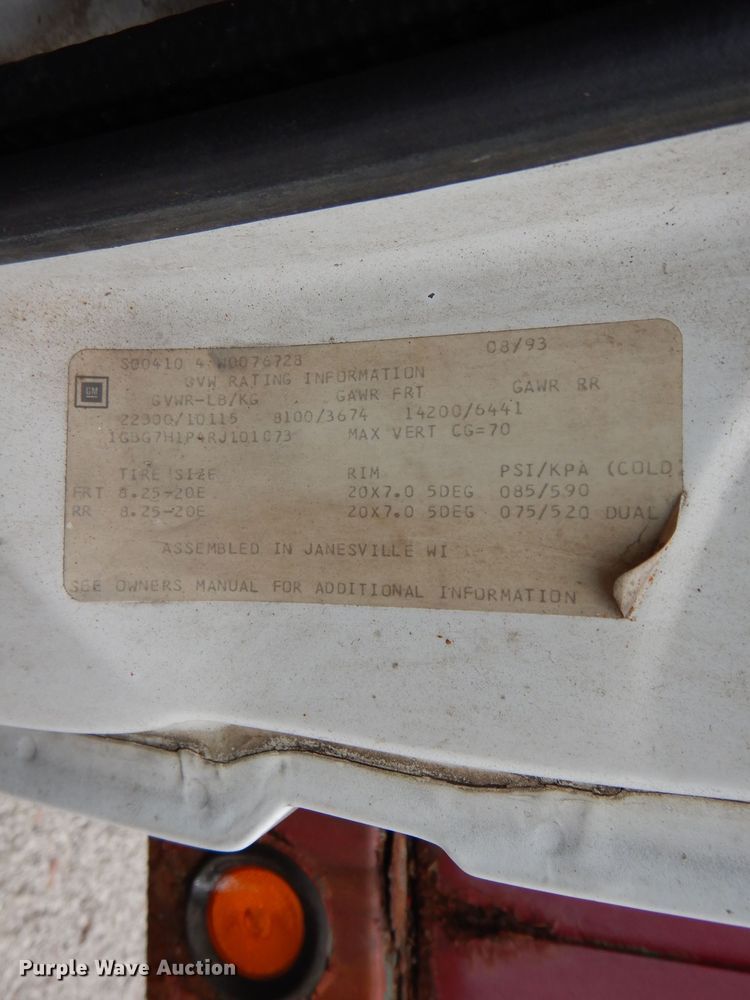 S00410 4 W0076728 08/93
GVW RATING INFORMATION
GM
GVWR-LB/KG GAWR FRT GAWR RR
22300/10115 8100/3674 14200/6441
1GBG7H1P4RJ101073 MAX VERT CG=70
TIRE SIZE RIM PSI/KPA (COLD
FRT 8.25-20E 20X7.0 5DEG 085/590
RR 8.25-20E 20X7.0 5DEG 075/520 DUAL
ASSEMBLED IN JANESVILLE WI
SEE OWNERS MANUAL FOR ADDITIONAL INFORMATION
Purple Wave Auction